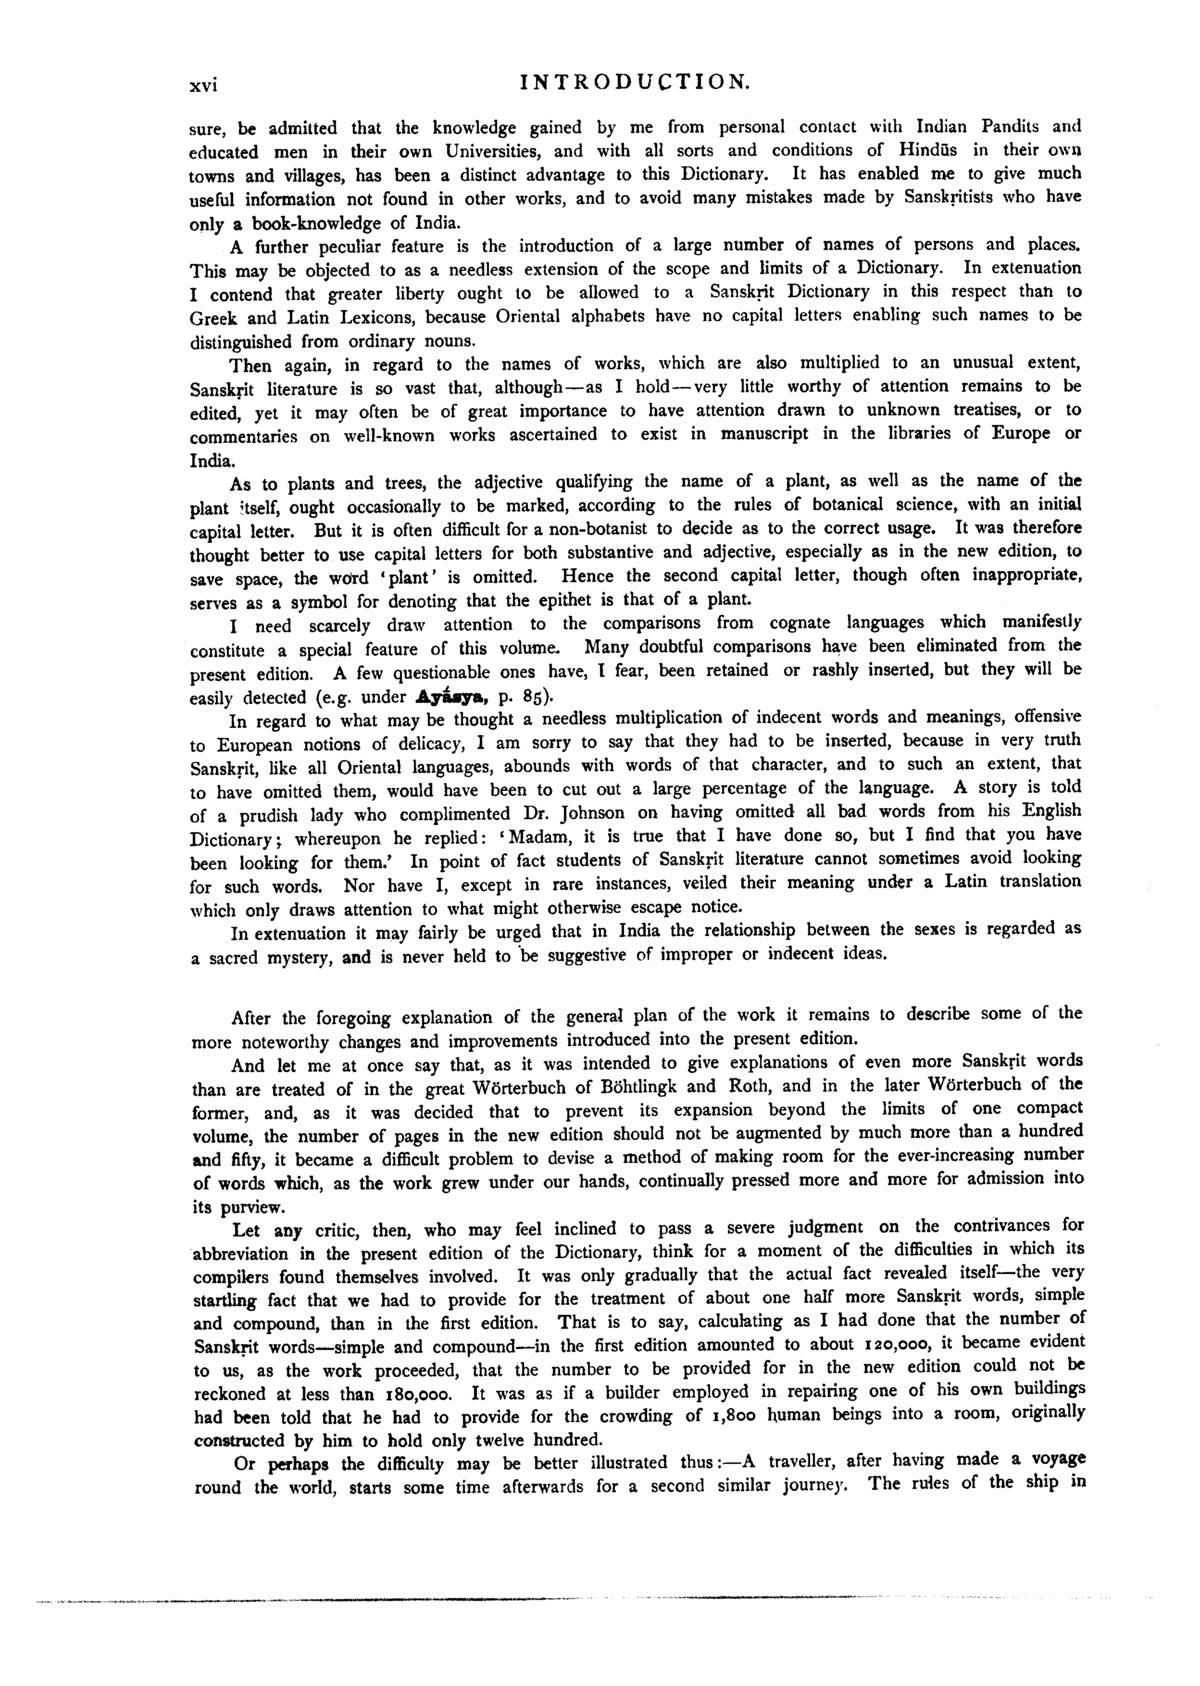 xvi
INTRODUCTION.
sure, be admitted that the knowledge gained by me from personal contact with Indian Pandits and
educated men in their own Universities, and with all sorts and conditions of Hindūs in their own
towns and villages, has been a distinct advantage to this Dictionary. It has enabled me to give much
useful information not found in other works, and to avoid many mistakes made by Sanskṛitists who have
only a book-knowledge of India.
A further peculiar feature is the introduction of a large number of names of persons and places.
This may be objected to as a needless extension of the scope and limits of a Dictionary. In extenuation
I contend that greater liberty ought to be allowed to a Sanskṛit Dictionary in this respect than to
Greek and Latin Lexicons, because Oriental alphabets have no capital letters enabling such names to be
distinguished from ordinary nouns.
Then again, in regard to the names of works, which are also multiplied to an unusual extent,
Sanskṛit literature is so vast that, although—as I hold—very little worthy of attention remains to be
edited, yet it may often be of great importance to have attention drawn to unknown treatises, or to
commentaries on well-known works ascertained to exist in manuscript in the libraries of Europe or
India.
As to plants and trees, the adjective qualifying the name of a plant, as well as the name of the
plant itself, ought occasionally to be marked, according to the rules of botanical science, with an initial
capital letter. But it is often difficult for a non-botanist to decide as to the correct usage. It was therefore
thought better to use capital letters for both substantive and adjective, especially as in the new edition, to
save space, the word ‘plant’ is omitted. Hence the second capital letter, though often inappropriate,
serves as a symbol for denoting that the epithet is that of a plant.
I need scarcely draw attention to the comparisons from cognate languages which manifestly
constitute a special feature of this volume. Many doubtful comparisons have been eliminated from the
present edition. A few questionable ones have, I fear, been retained or rashly inserted, but they will be
easily detected (e.g. under Ayāsya, p. 85).
In regard to what may be thought a needless multiplication of indecent words and meanings, offensive
to European notions of delicacy, I am sorry to say that they had to be inserted, because in very truth
Sanskṛit, like all Oriental languages, abounds with words of that character, and to such an extent, that
to have omitted them, would have been to cut out a large percentage of the language. A story is told
of a prudish lady who complimented Dr. Johnson on having omitted all bad words from his English
Dictionary; whereupon he replied: ‘Madam, it is true that I have done so, but I find that you have
been looking for them.’ In point of fact students of Sanskṛit literature cannot sometimes avoid looking
for such words. Nor have I, except in rare instances, veiled their meaning under a Latin translation
which only draws attention to what might otherwise escape notice.
In extenuation it may fairly be urged that in India the relationship between the sexes is regarded as
a sacred mystery, and is never held to be suggestive of improper or indecent ideas.
After the foregoing explanation of the general plan of the work it remains to describe some of the
more noteworthy changes and improvements introduced into the present edition.
And let me at once say that, as it was intended to give explanations of even more Sanskṛit words
than are treated of in the great Wörterbuch of Böhtlingk and Roth, and in the later Wörterbuch of the
former, and, as it was decided that to prevent its expansion beyond the limits of one compact
volume, the number of pages in the new edition should not be augmented by much more than a hundred
and fifty, it became a difficult problem to devise a method of making room for the ever-increasing number
of words which, as the work grew under our hands, continually pressed more and more for admission into
its purview.
Let any critic, then, who may feel inclined to pass a severe judgment on the contrivances for
abbreviation in the present edition of the Dictionary, think for a moment of the difficulties in which its
compilers found themselves involved. It was only gradually that the actual fact revealed itself—the very
startling fact that we had to provide for the treatment of about one half more Sanskṛit words, simple
and compound, than in the first edition. That is to say, calculating as I had done that the number of
Sanskṛit words—simple and compound—in the first edition amounted to about 120,000, it became evident
to us, as the work proceeded, that the number to be provided for in the new edition could not be
reckoned at less than 180,000. It was as if a builder employed in repairing one of his own buildings
had been told that he had to provide for the crowding of 1,800 human beings into a room, originally
constructed by him to hold only twelve hundred.
Or perhaps the difficulty may be better illustrated thus:—A traveller, after having made a voyage
round the world, starts some time afterwards for a second similar journey. The rules of the ship in